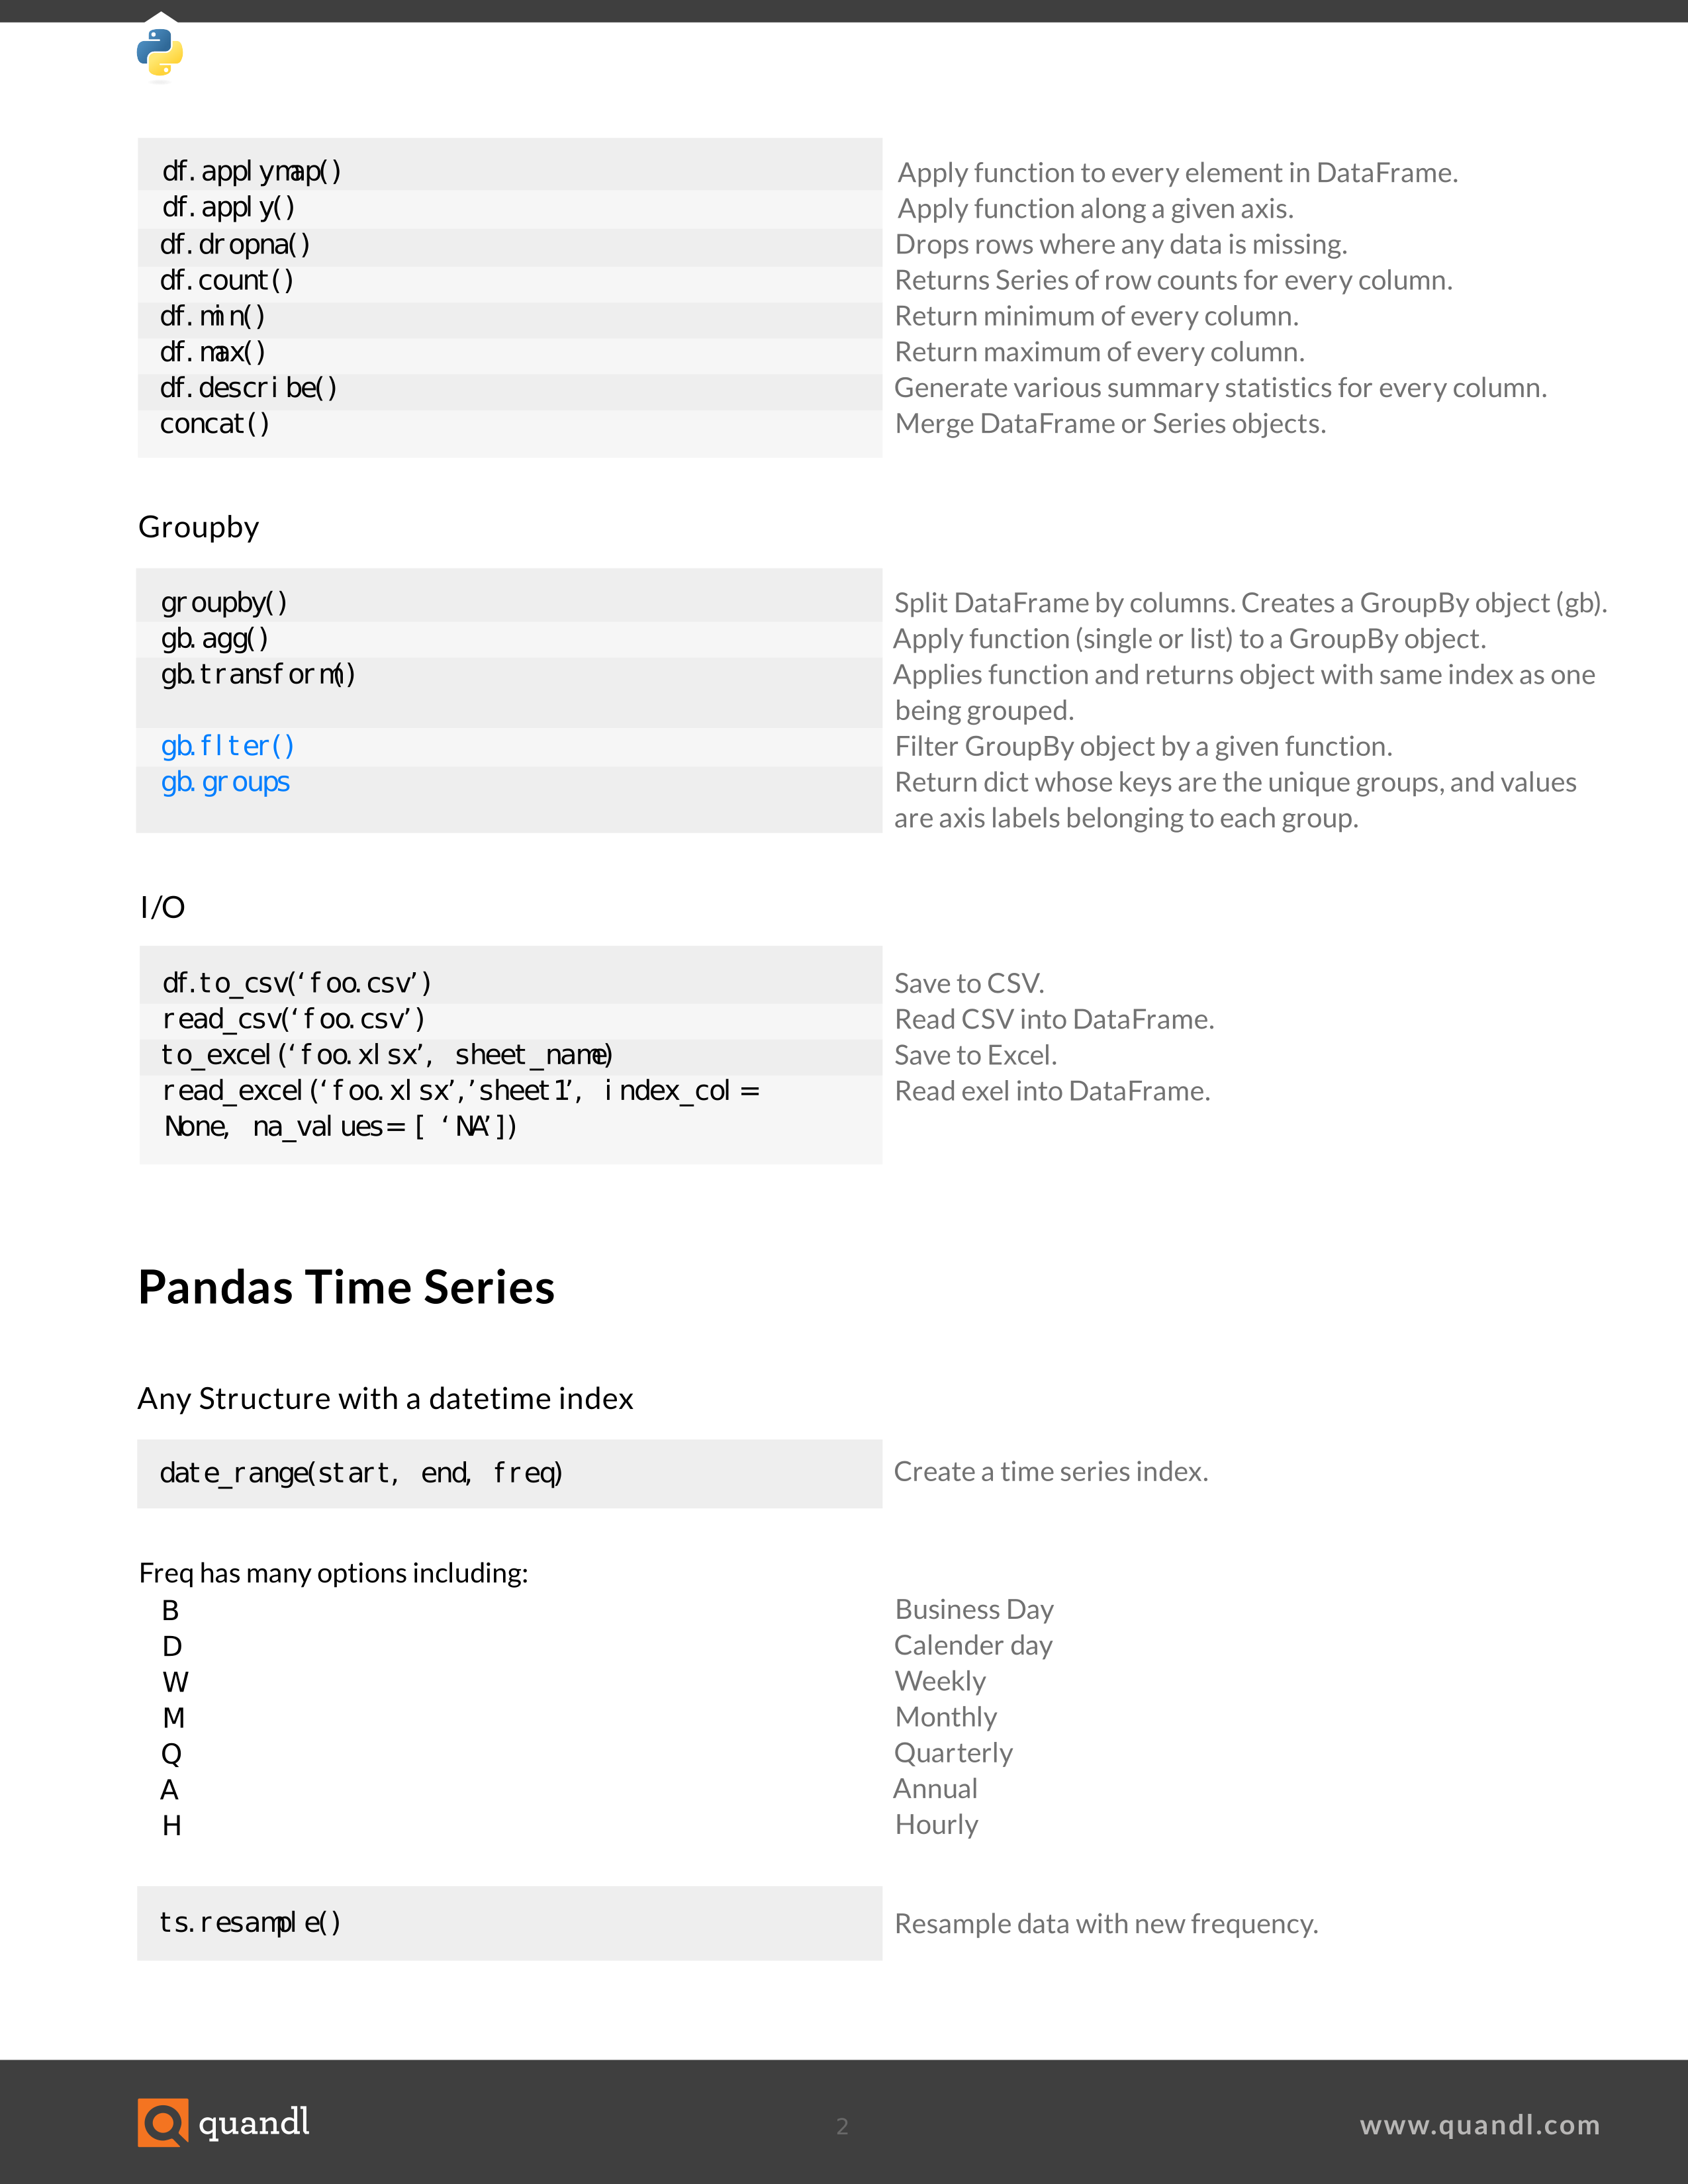 df.applymap() Apply function to every element in DataFrame.
df.apply() Apply function along a given axis.
df.dropna() Drops rows where any data is missing.
df.count() Returns Series of row counts for every column.
df.min() Return minimum of every column.
df.max() Return maximum of every column.
df.describe() Generate various summary statistics for every column.
concat() Merge DataFrame or Series objects.
Groupby
groupby() Split DataFrame by columns. Creates a GroupBy object (gb).
gb.agg() Apply function (single or list) to a GroupBy object.
gb.transform() Applies function and returns object with same index as one
being grouped.
gb.flter() Filter GroupBy object by a given function.
gb.groups Return dict whose keys are the unique groups, and values
are axis labels belonging to each group.
I/O
df.to_csv(‘foo.csv’) Save to CSV.
read_csv(‘foo.csv’) Read CSV into DataFrame.
to_excel(‘foo.xlsx’, sheet_name) Save to Excel.
read_excel(‘foo.xlsx’,’sheet1’, index_col = Read exel into DataFrame.
None, na_values = [ ‘NA’])
Pandas Time Series
Any Structure with a datetime index
date_range(start, end, freq) Create a time series index.
Freq has many options including:
B Business Day
D Calender day
W Weekly
M Monthly
Q Quarterly
A Annual
H Hourly
ts.resample() Resample data with new frequency.
quandl 2 www.quandl.com